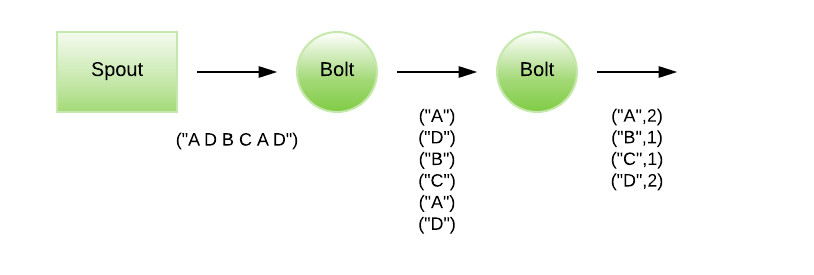 Spout
Bolt
Bolt
("A D B C A D")
("A")
("D")
("B")
("C")
("A")
("D")
("A",2)
("B",1)
("C",1)
("D",2)